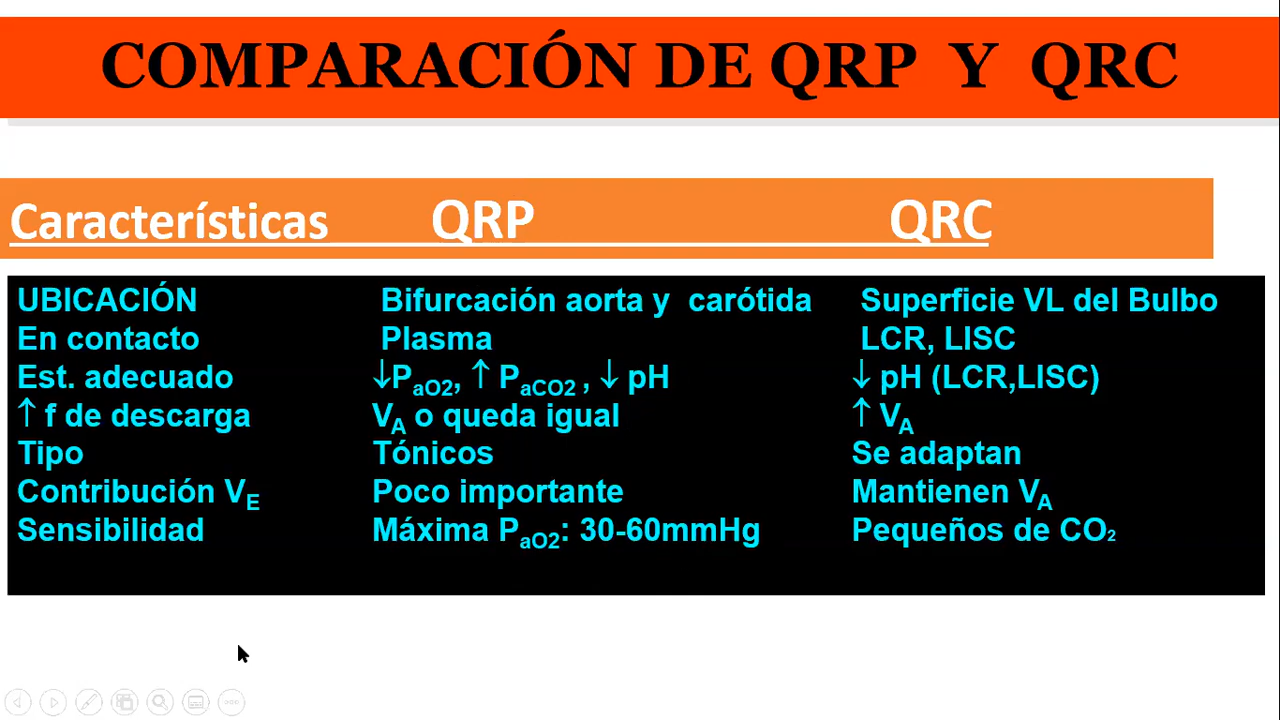 COMPARACIÓN DE QRP Y QRC
Características QRP QRC
UBICACIÓN Bifurcación aorta y carótida Superficie VL del Bulbo
En contacto Plasma LCR, LISC
Est. adecuado ↓PaO2, ↑ PaCO2 , ↓ pH ↓ pH (LCR,LISC)
↑ f de descarga VA o queda igual ↑ VA
Tipo Tónicos Se adaptan
Contribución VE Poco importante Mantienen VA
Sensibilidad Máxima PaO2: 30-60mmHg Pequeños de CO2